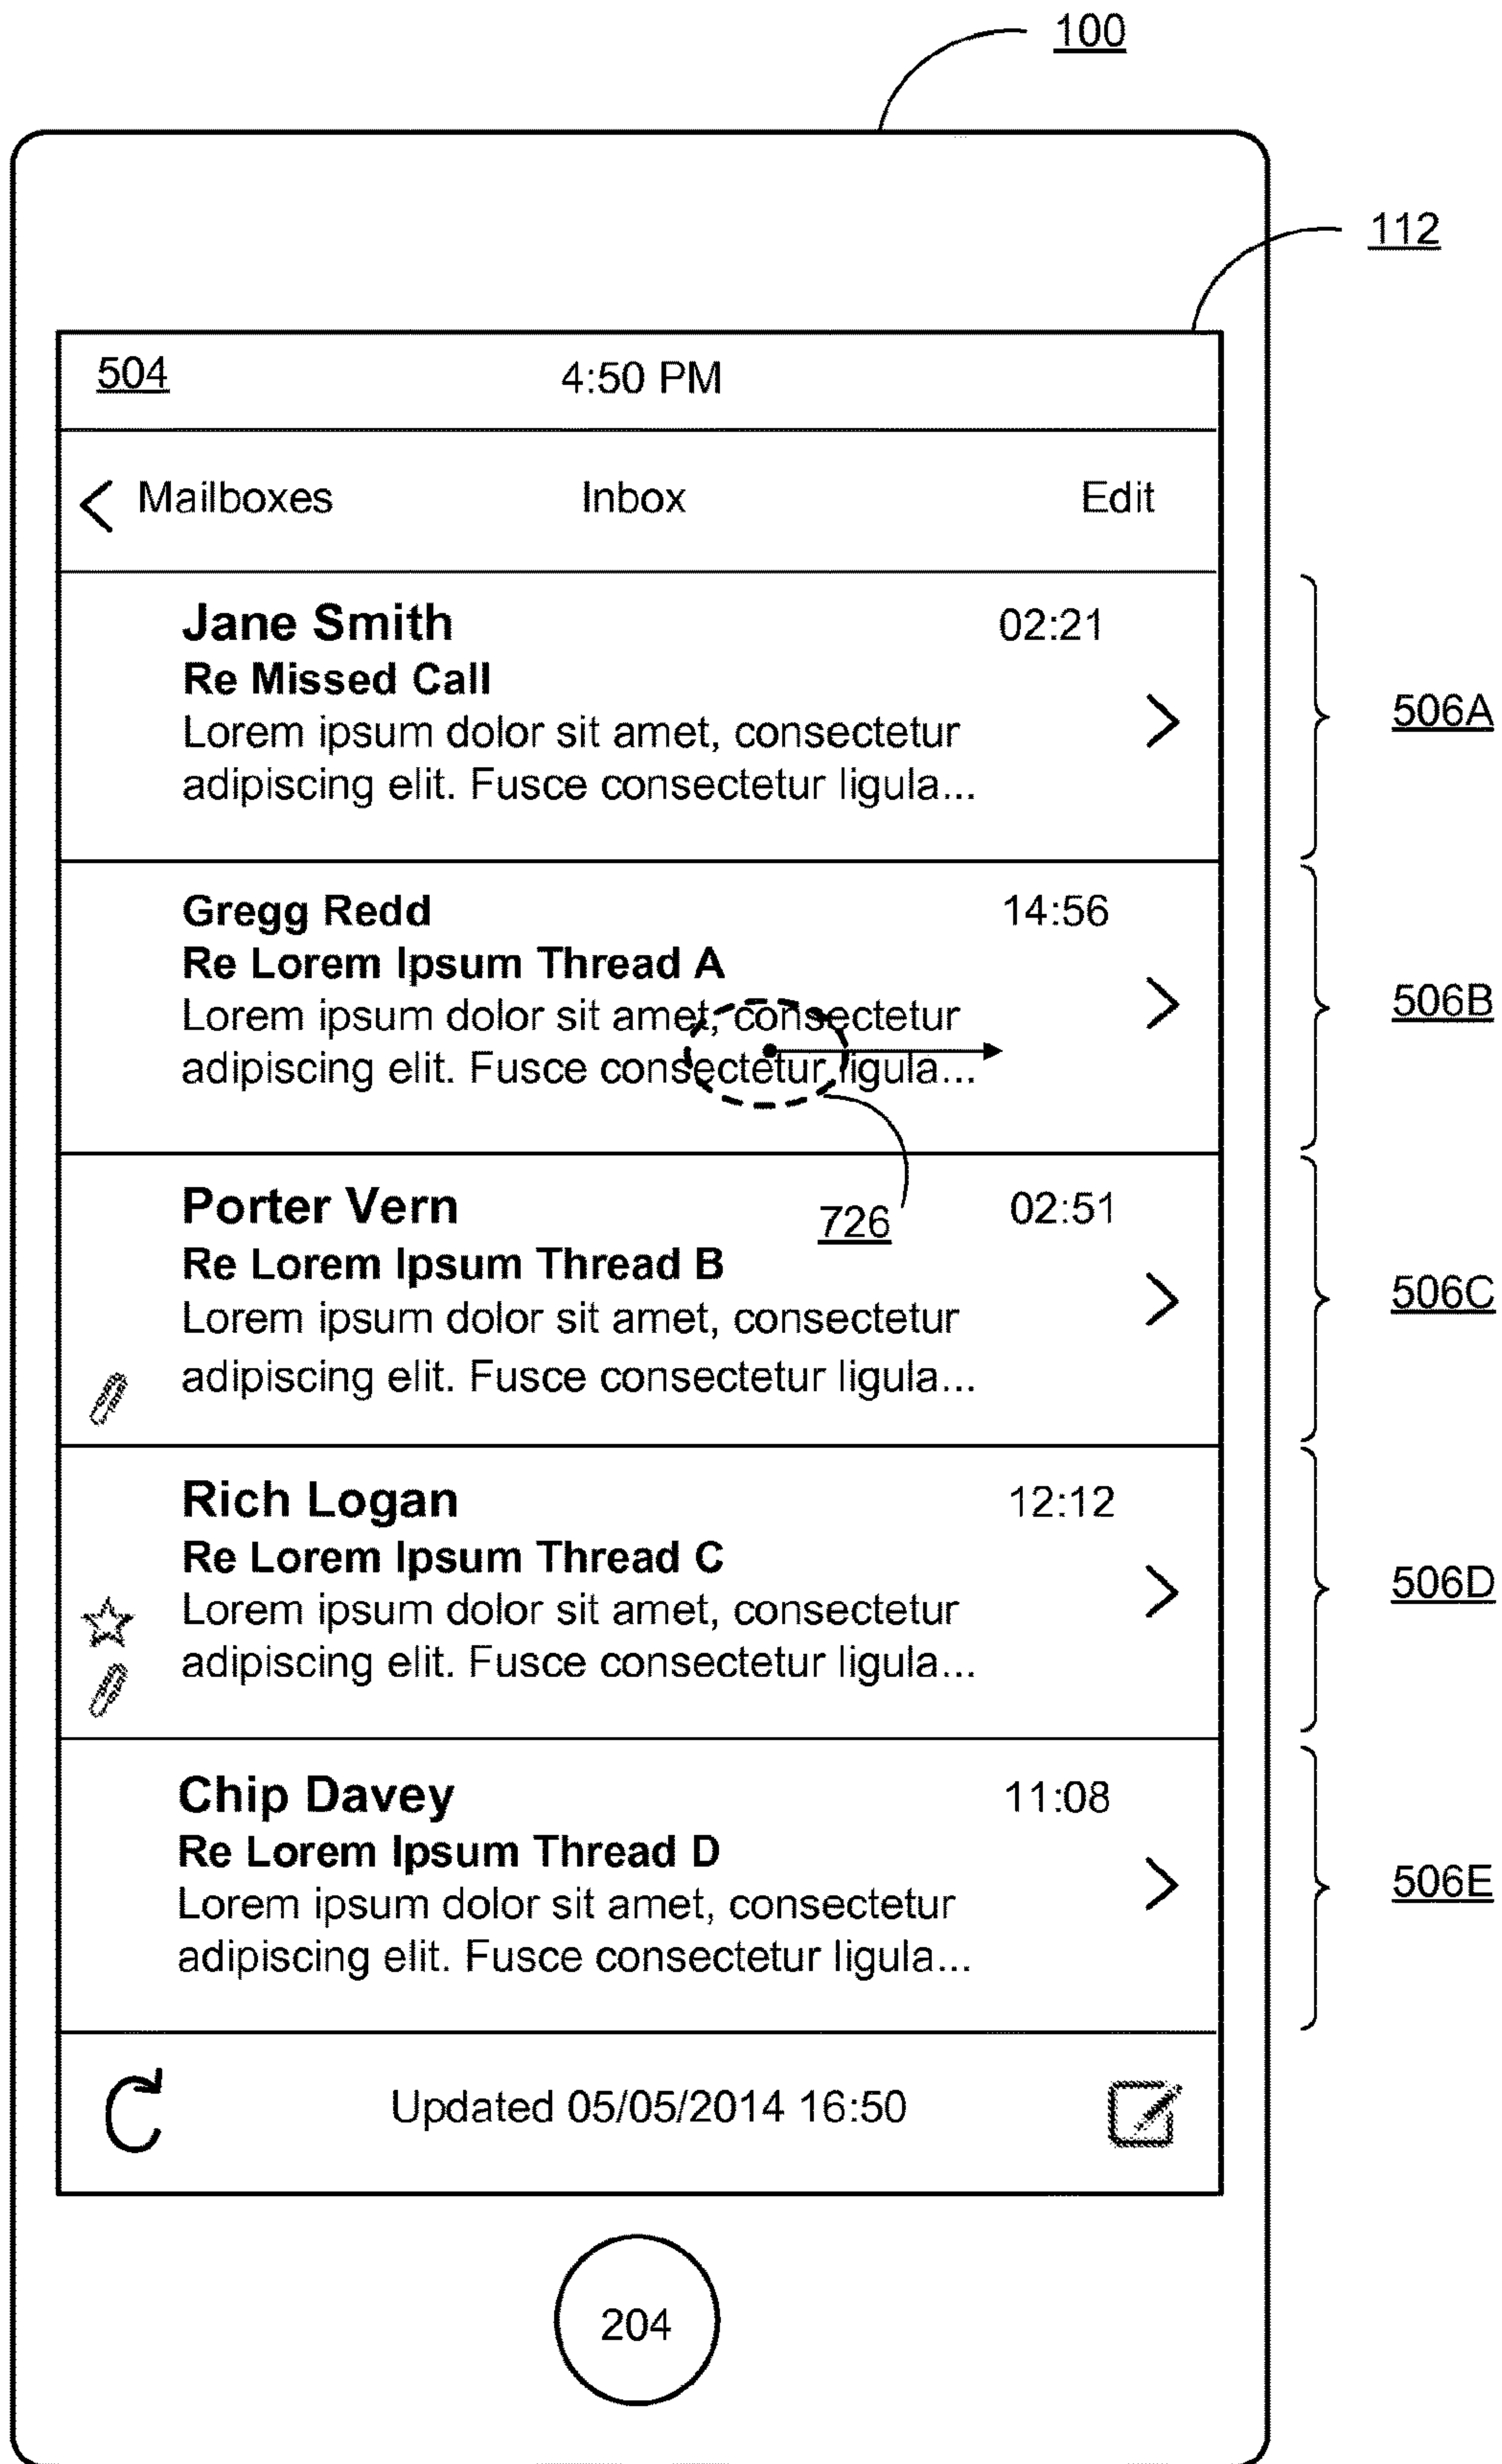 100
112
504 4:50 PM
< Mailboxes Inbox Edit
Jane Smith 02:21
Re Missed Call
Lorem ipsum dolor sit amet, consectetur
adipiscing elit. Fusce consectetur ligula...
506A
Gregg Redd 14:56
Re Lorem Ipsum Thread A
Lorem ipsum dolor sit amet, consectetur
adipiscing elit. Fusce consectetur ligula...
506B
726
Porter Vern 02:51
Re Lorem Ipsum Thread B
Lorem ipsum dolor sit amet, consectetur
adipiscing elit. Fusce consectetur ligula...
506C
Rich Logan 12:12
Re Lorem Ipsum Thread C
Lorem ipsum dolor sit amet, consectetur
adipiscing elit. Fusce consectetur ligula...
506D
Chip Davey 11:08
Re Lorem Ipsum Thread D
Lorem ipsum dolor sit amet, consectetur
adipiscing elit. Fusce consectetur ligula...
506E
Updated 05/05/2014 16:50
204